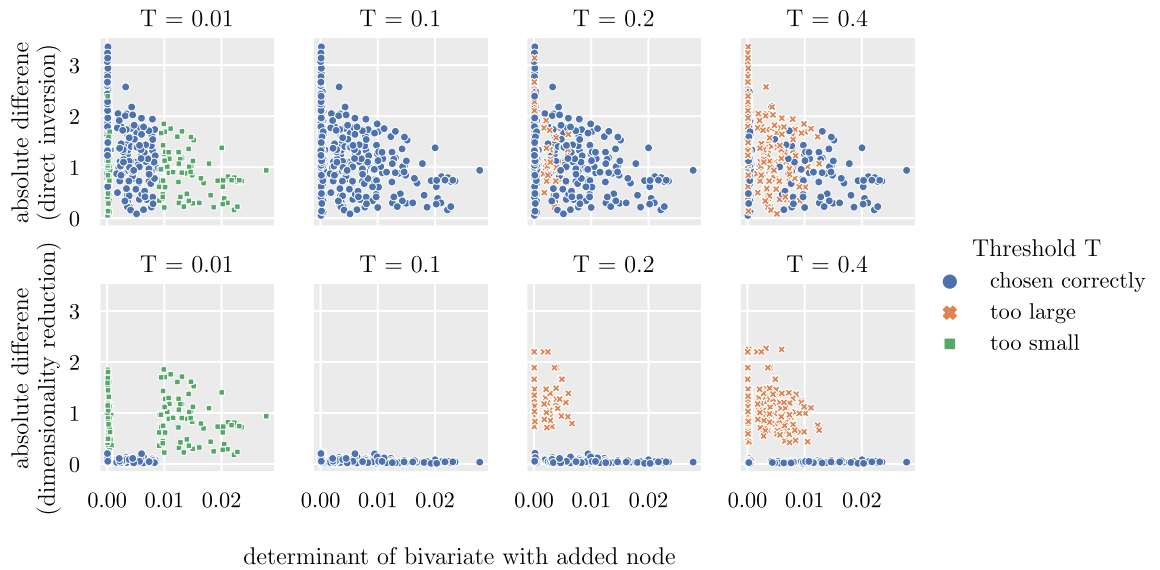 T = 0.01
T = 0.1
T = 0.2
T = 0.4
absolute differene
(direct inversion)
3
2
1
0
T = 0.01
T = 0.1
T = 0.2
T = 0.4
absolute differene
(dimensionality reduction)
3
2
1
0
0.00 0.01 0.02
0.00 0.01 0.02
0.00 0.01 0.02
0.00 0.01 0.02
determinant of bivariate with added node
Threshold T
chosen correctly
too large
too small